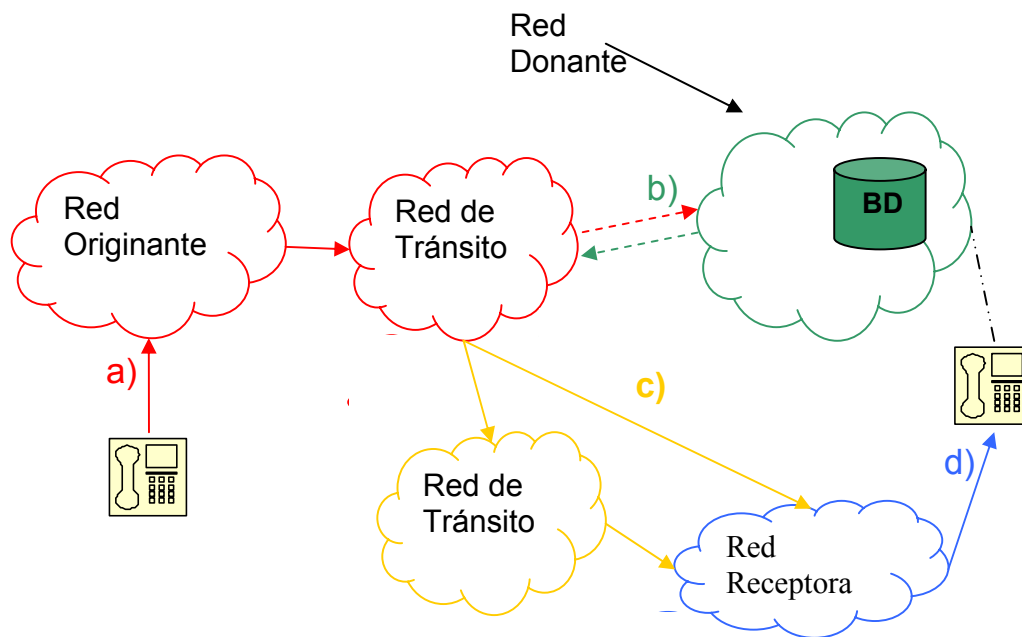 Red
Donante
Red
Originante
Red de
Tránsito
b)
BD
a)
c)
d)
Red de
Tránsito
Red
Receptora